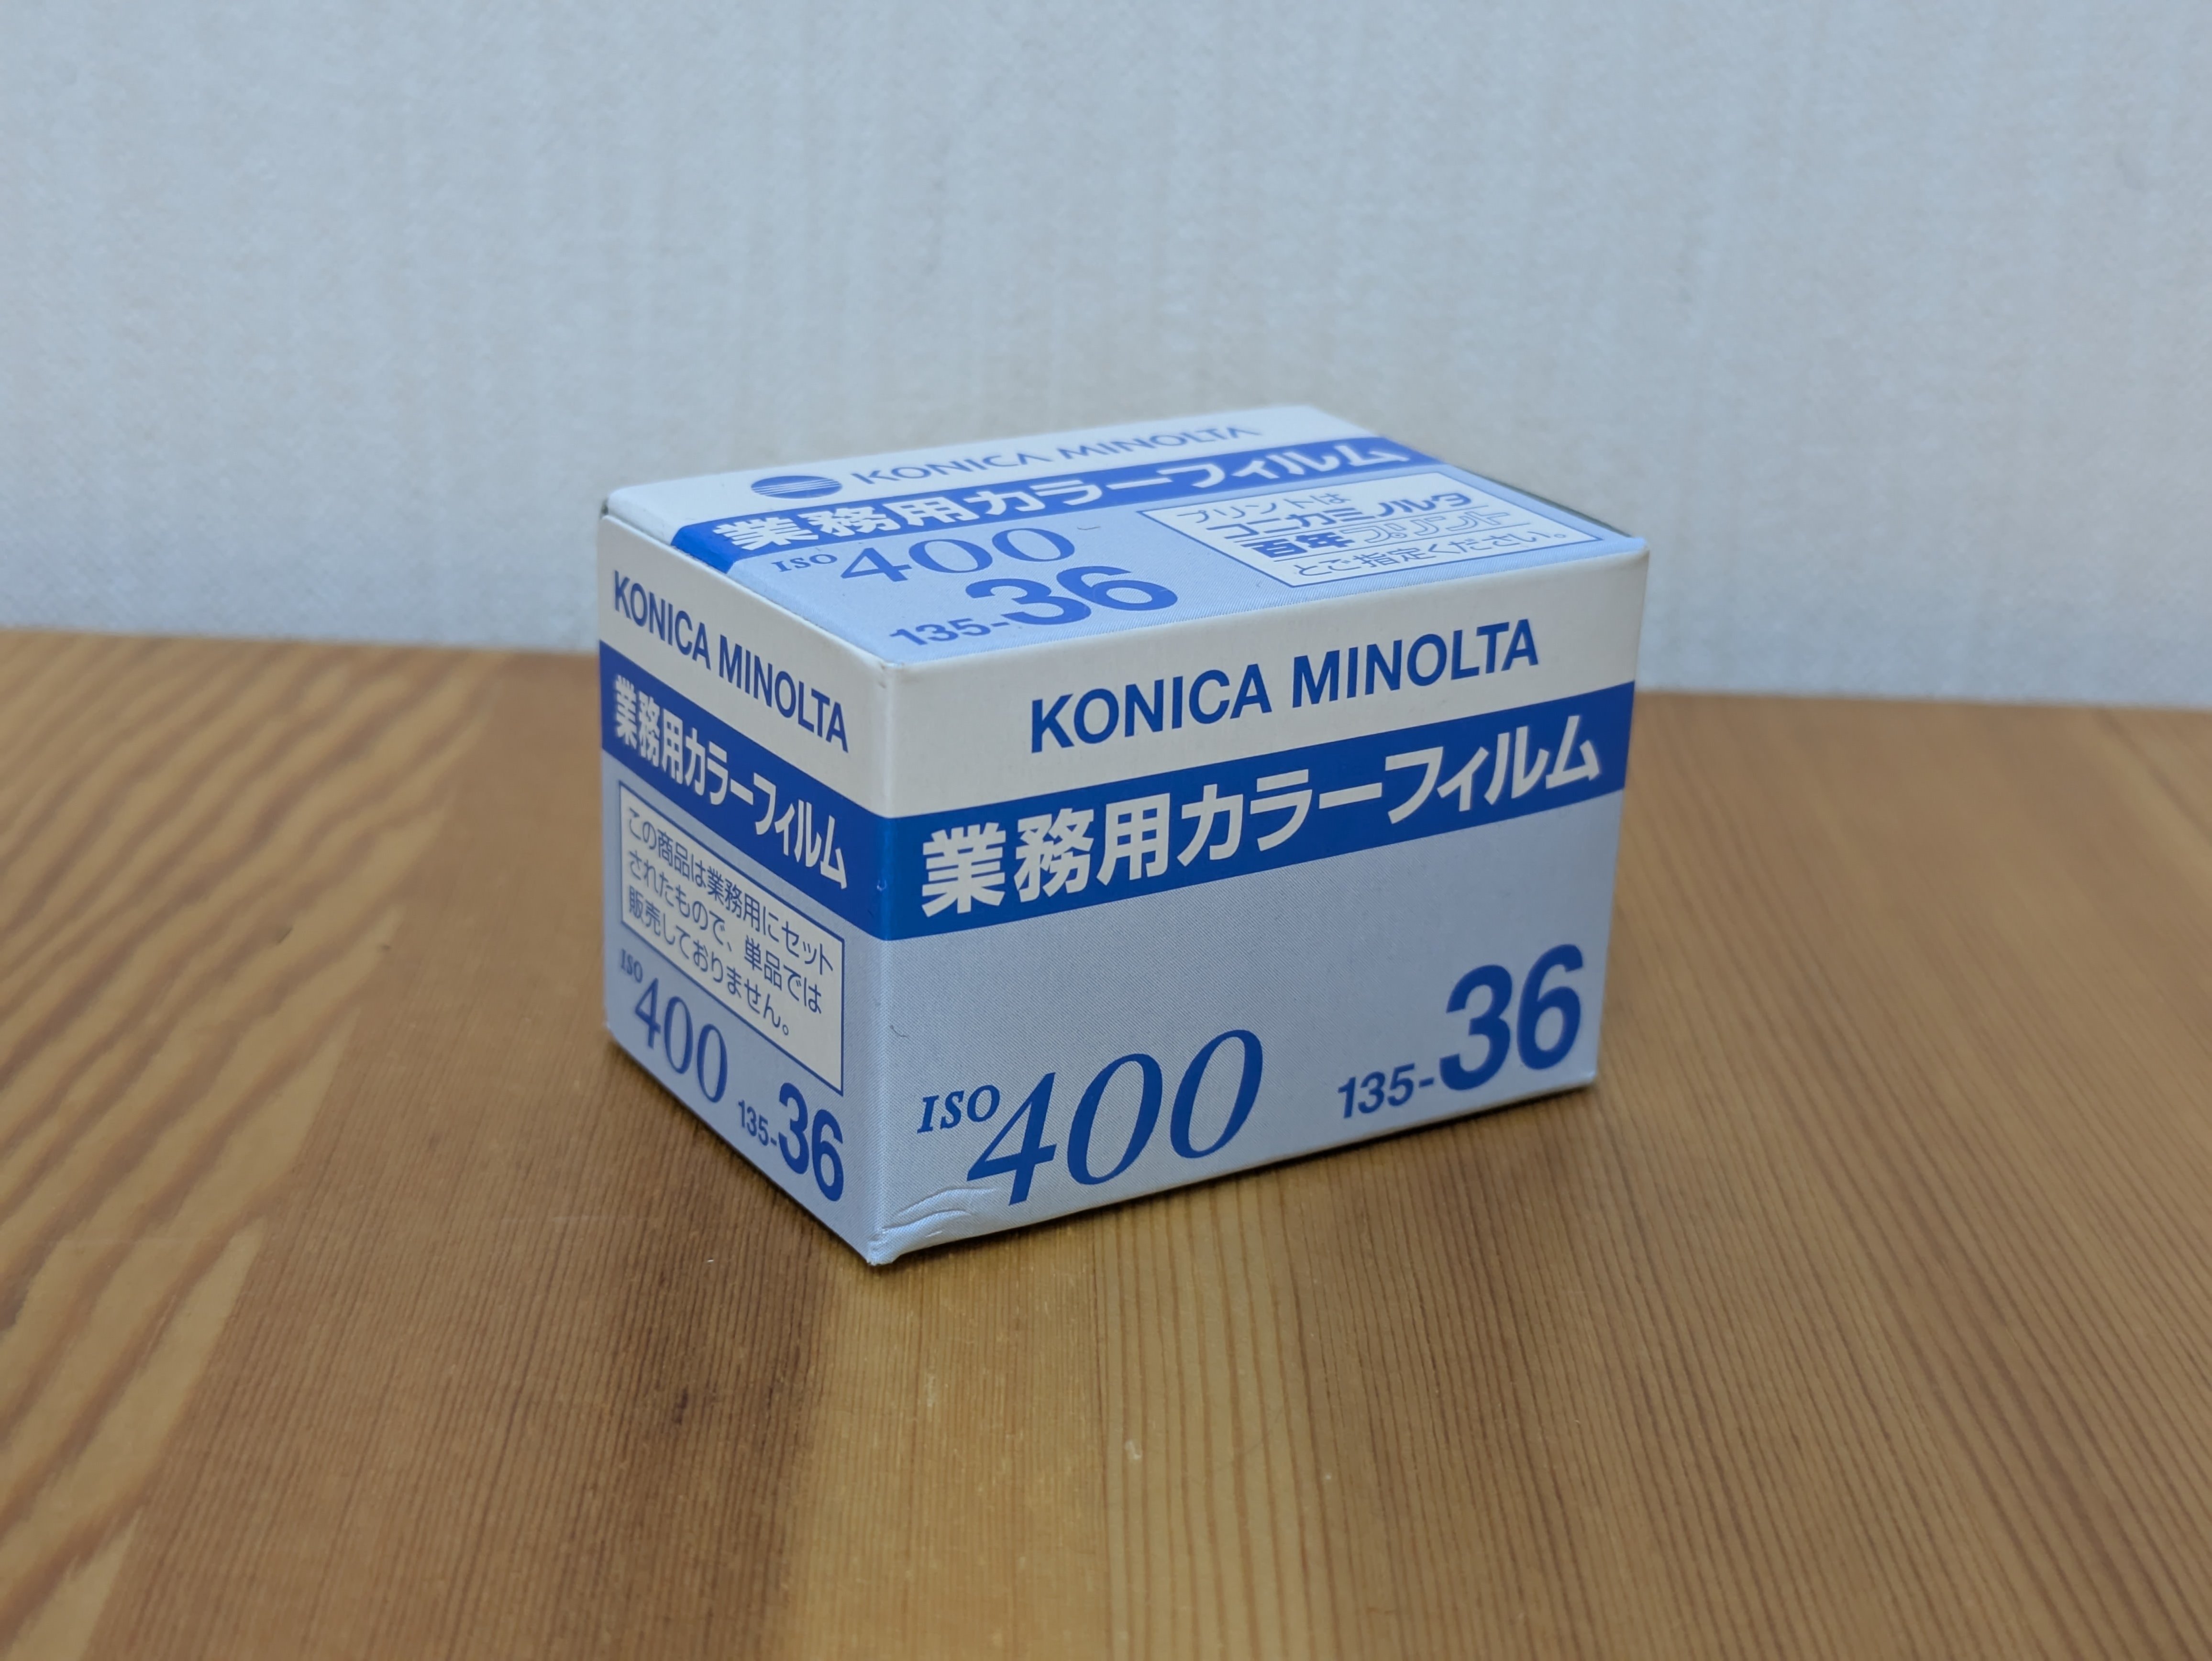 KONICA MINOLTA
業務用カラーフィルム
ISO 400
135-36
プリントは
コニカミノルタ
百年プリント
とご指定ください。
KONICA MINOLTA
業務用カラーフィルム
この商品は業務用にセット
されたもので、単品では
販売しておりません。
ISO 400
135-36
KONICA MINOLTA
業務用カラーフィルム
ISO 400
135-36